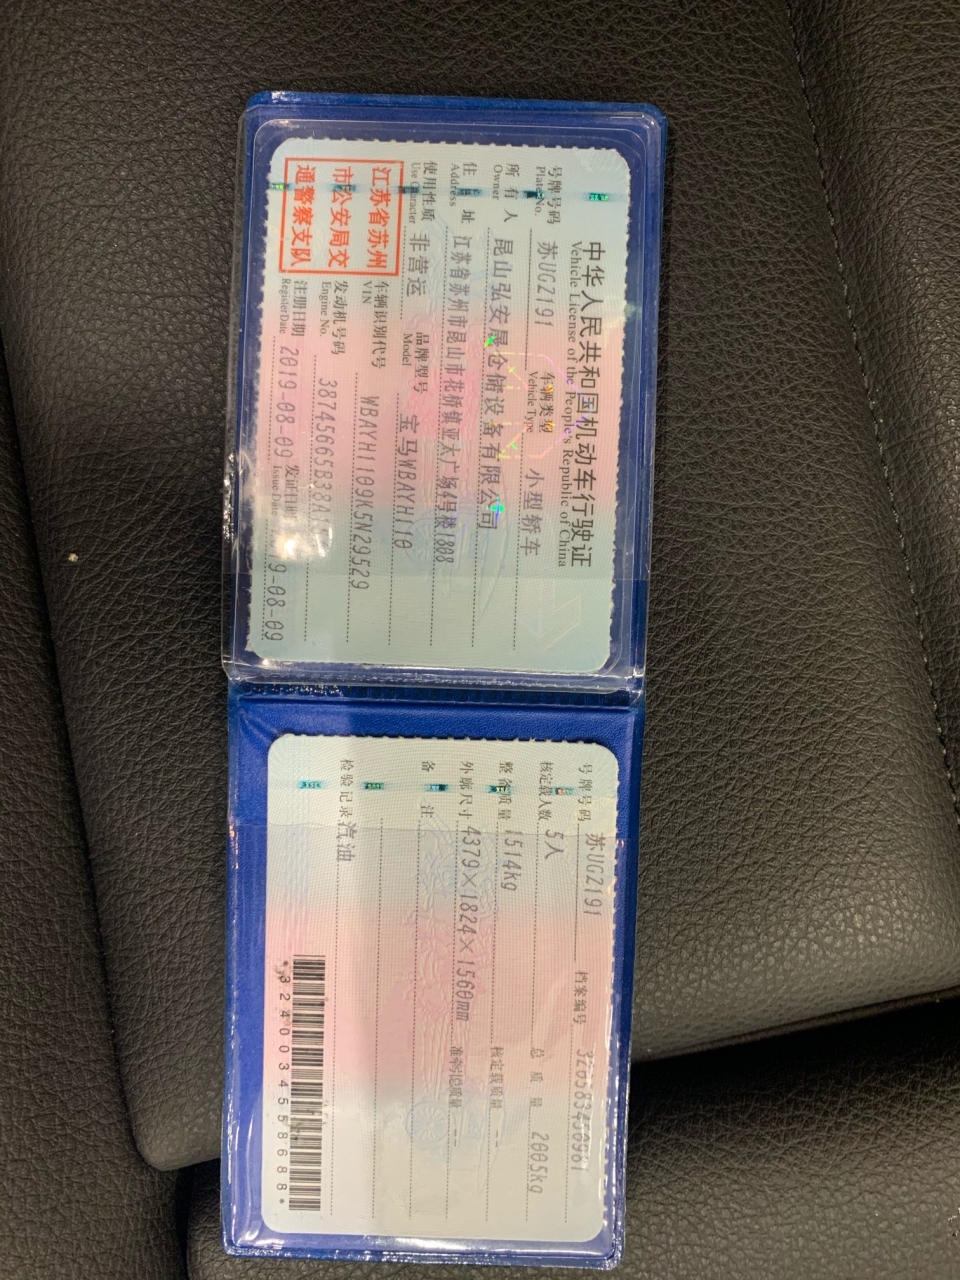 中华人民共和国机动车行驶证
Vehicle License of the People's Republic of China
号牌号码 苏UG2191 车辆类型 小型轿车
Plate No. Vehicle Type
所有人 昆山弘安晟仓储设备有限公司
Owner
住址 江苏省苏州市昆山市花桥镇亚太广场4号楼1808
Address
使用性质 非营运 品牌型号 宝马WBAYH110
Use Character Model
江苏省苏州
市公安局交
通警察支队
车辆识别代号 WBAYH1109K5N29529
VIN
发动机号码 38745665B38A
Engine No.
注册日期 2019-08-09 发证日期 9-08-09
Register Date Issue Date
号牌号码 苏UG2191 档案编号
核定载人数 5人 总质量 2005kg
整备质量 1514kg 核定载质量 --
外廓尺寸 4379×1824×1560mm 准牵引总质量 --
备注
检验记录 汽油
*3240034558688*